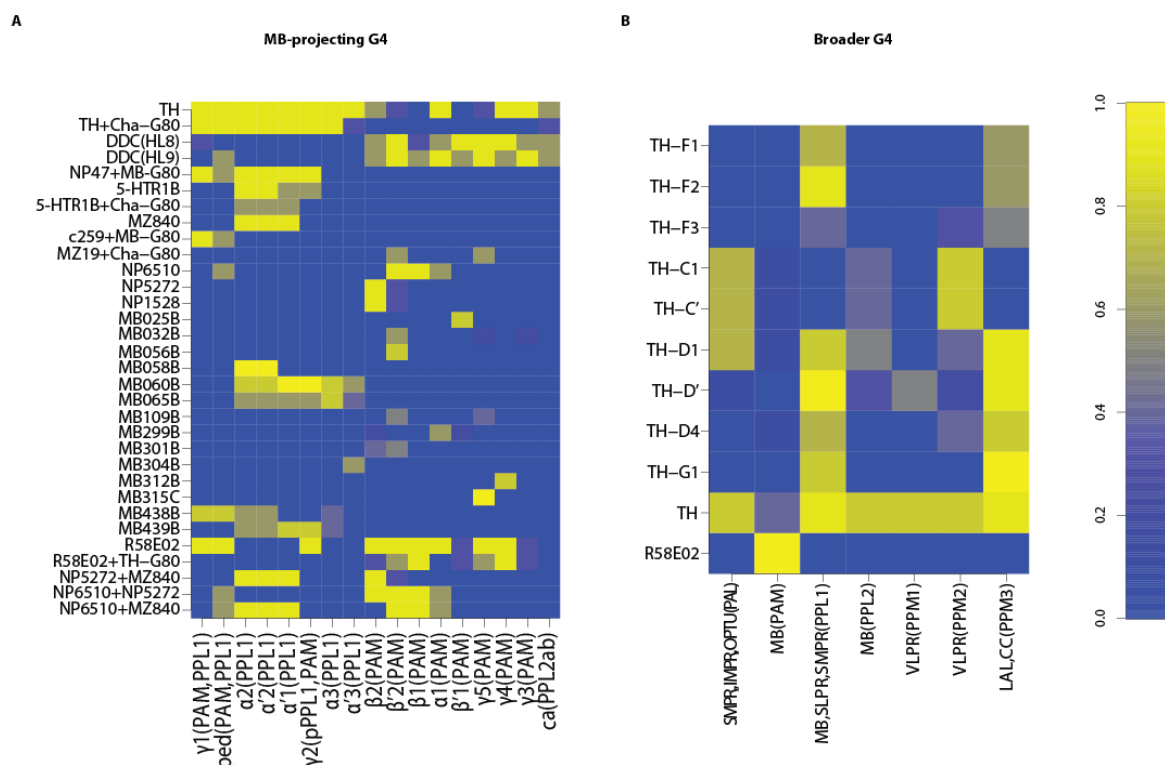 A
MB-projecting G4
TH
TH+Cha−G80
DDC(HL8)
DDC(HL9)
NP47+MB-G80
5-HTR1B
5-HTR1B+Cha-G80
MZ840
c259+MB−G80
MZ19+Cha-G80
NP6510
NP5272
NP1528
MB025B
MB032B
MB056B
MB058B
MB060B
MB065B
MB109B
MB299B
MB301B
MB304B
MB312B
MB315C
MB438B
MB439B
R58E02
R58E02+TH-G80
NP5272+MZ840
NP6510+NP5272
NP6510+MZ840
γ1(PAM,PPL1)
ped(PAM,PPL1)
α2(PPL1)
α'2(PPL1)
α'1(PPL1)
γ2(pPPL1,PAM)
α3(PPL1)
α'3(PPL1)
β2(PAM)
β'2(PAM)
β1(PAM)
α1(PAM)
β'1(PAM)
γ5(PAM)
γ4(PAM)
γ3(PAM)
ca(PPL2ab)
B
Broader G4
TH−F1
TH−F2
TH−F3
TH−C1
TH−C'
TH−D1
TH−D'
TH−D4
TH−G1
TH
R58E02
SMPR,IMPR,OPTU(PAL)
MB(PAM)
MB,SLPR,SMPR(PPL1)
MB(PPL2)
VLPR(PPM1)
VLPR(PPM2)
LAL,CC(PPM3)
1.0
0.8
0.6
0.4
0.2
0.0